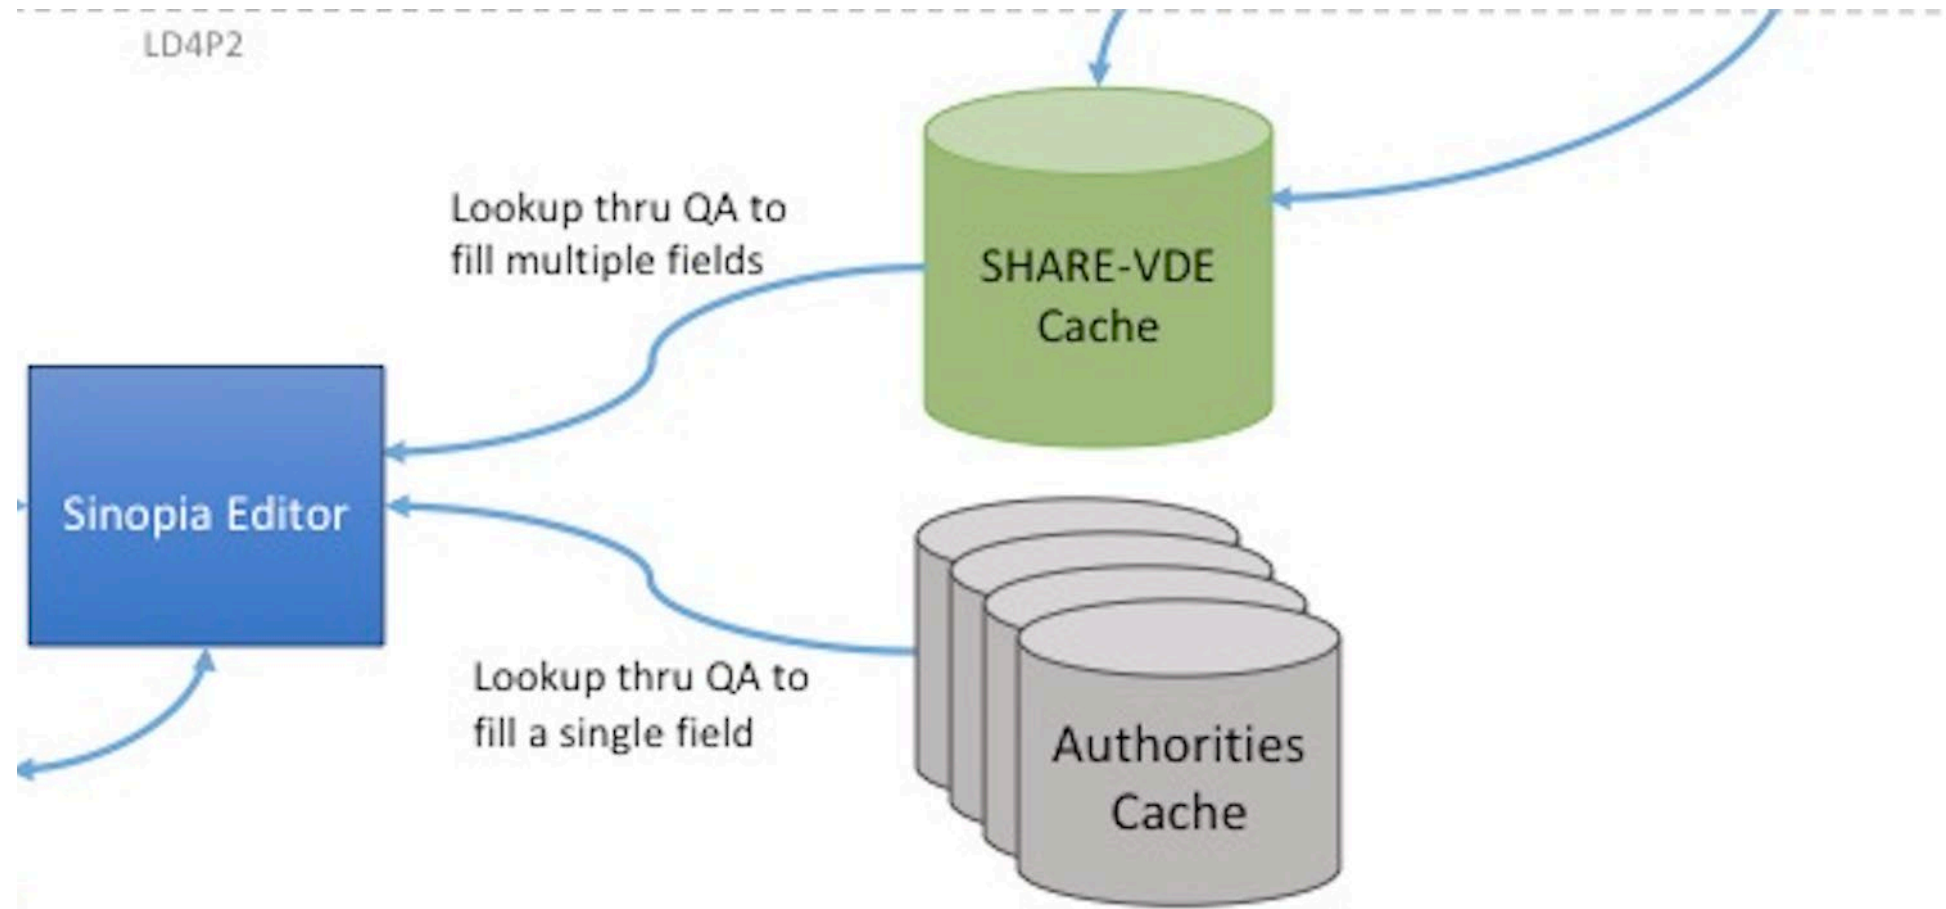 LD4P2
Lookup thru QA to
fill multiple fields
SHARE-VDE
Cache
Sinopia Editor
Lookup thru QA to
fill a single field
Authorities
Cache